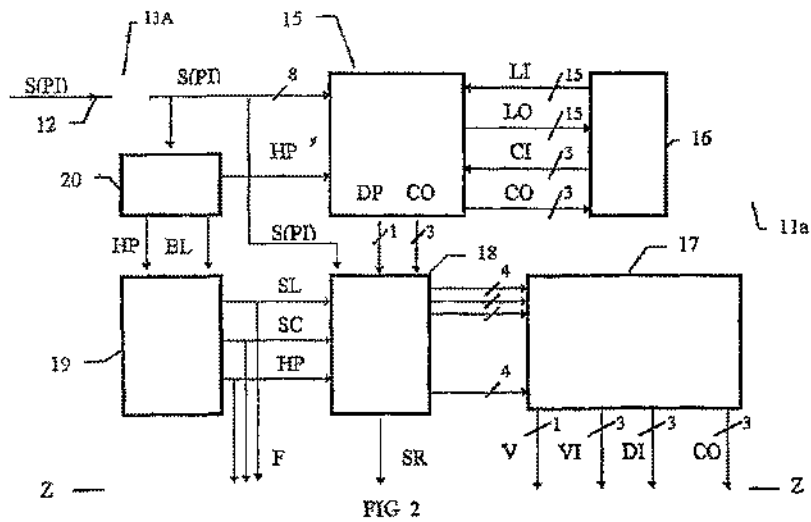 13A
15
S(PI)
S(PI)
8
LI
15
12
LO
15
HP
CI
3
16
20
DP
CO
CO
3
11a
HP
BL
S(PI)
1
3
18
17
SL
4
SC
19
HP
4
1
3
3
3
F
SR
V
VI
DI
CO
Z
Z
FIG 2